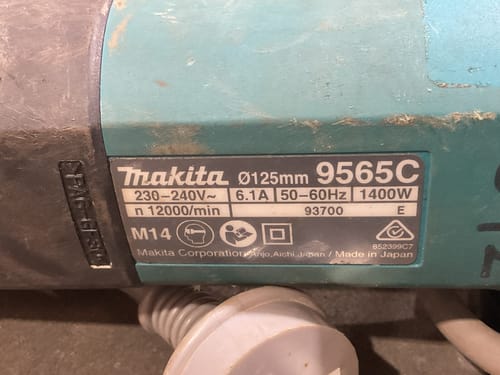 makita Ø125mm 9565C
230-240V~ 6.1A 50-60Hz 1400W
n 12000/min 93700 E
M14
852399C7
Makita Corporation Anjo, Aichi, Japan / Made in Japan